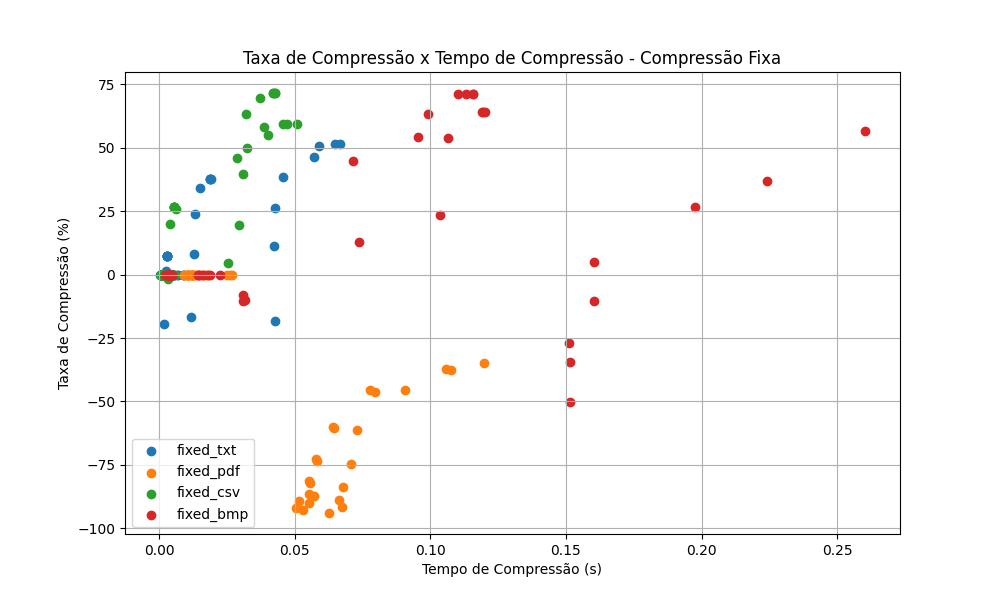 Taxa de Compressão x Tempo de Compressão - Compressão Fixa
Taxa de Compressão (%)
75
50
25
0
−25
−50
−75
−100
fixed_txt
fixed_pdf
fixed_csv
fixed_bmp
0.00
0.05
0.10
0.15
0.20
0.25
Tempo de Compressão (s)